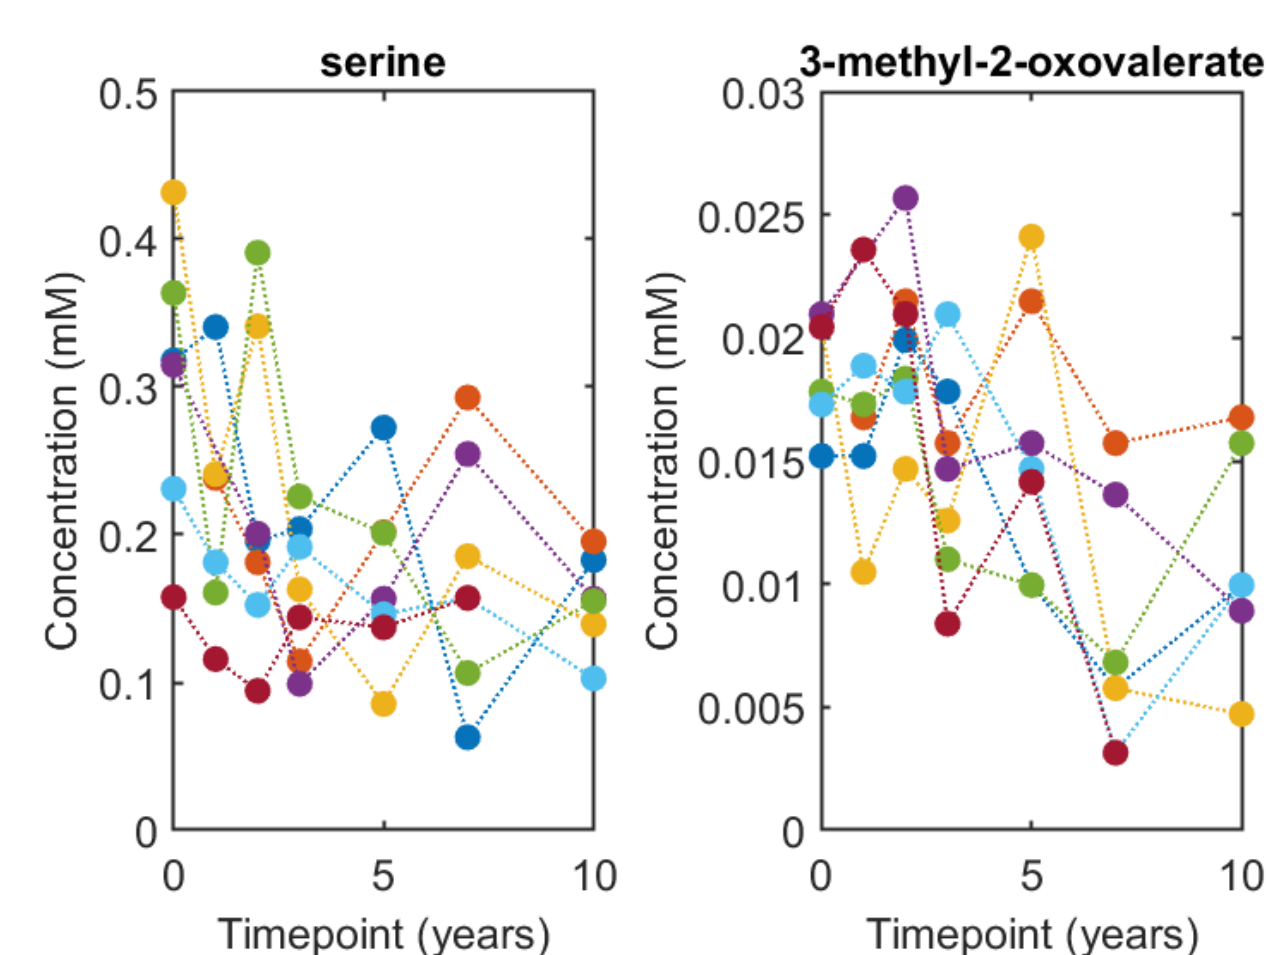 serine
0.5
0.4
0.3
0.2
0.1
0
Concentration (mM)
0 5 10
Timepoint (years)
3-methyl-2-oxovalerate
0.03
0.025
0.02
0.015
0.01
0.005
0
Concentration (mM)
0 5 10
Timepoint (years)